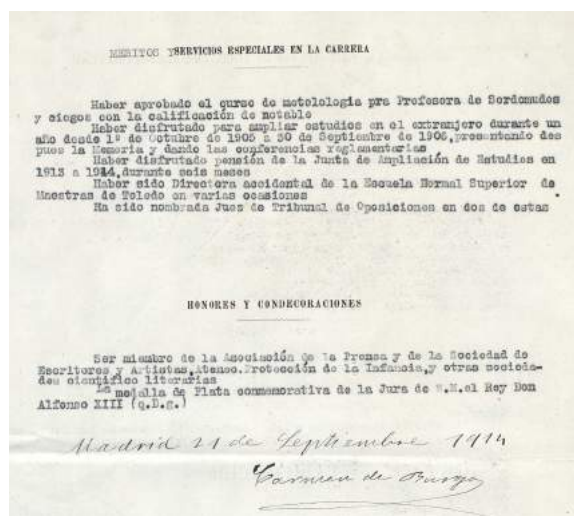 MERITOS Y SERVICIOS ESPECIALES EN LA CARRERA
Haber aprobado el curso de metolologia pra Profesora de Sordomudos
y ciegos con la calificación de notable
Haber disfrutado para ampliar estudios en el extranjero durante un
año desde 1º de Octubre de 1905 a 30 de Septiembre de 1906,presentando des
pues la Memoria y dando las conferencias reglamentarias
Haber disfrutado pensión de la Junta de Ampliación de Estudios en
1913 a 1914,durante seis meses
Haber sido Directora accidental de la Escuela Normal Superior de
Maestras de Toledo en varias ocasiones
Ha sido nombrada Juez de Tribunal de Oposiciones en dos de estas
HONORES Y CONDECORACIONES
Ser miembro de la Asociación de la Prensa y de la Sociedad de
Escritores y Artistas,Ateneo.Protección de la Infancia,y otras socieda-
des cientifico literarias
La medalla de Plata conmemorativa de la Jura de S.M.el Rey Don
Alfonso XIII (q.D.g.)
Madrid 21 de Septiembre 1914
Carmen de Burgos